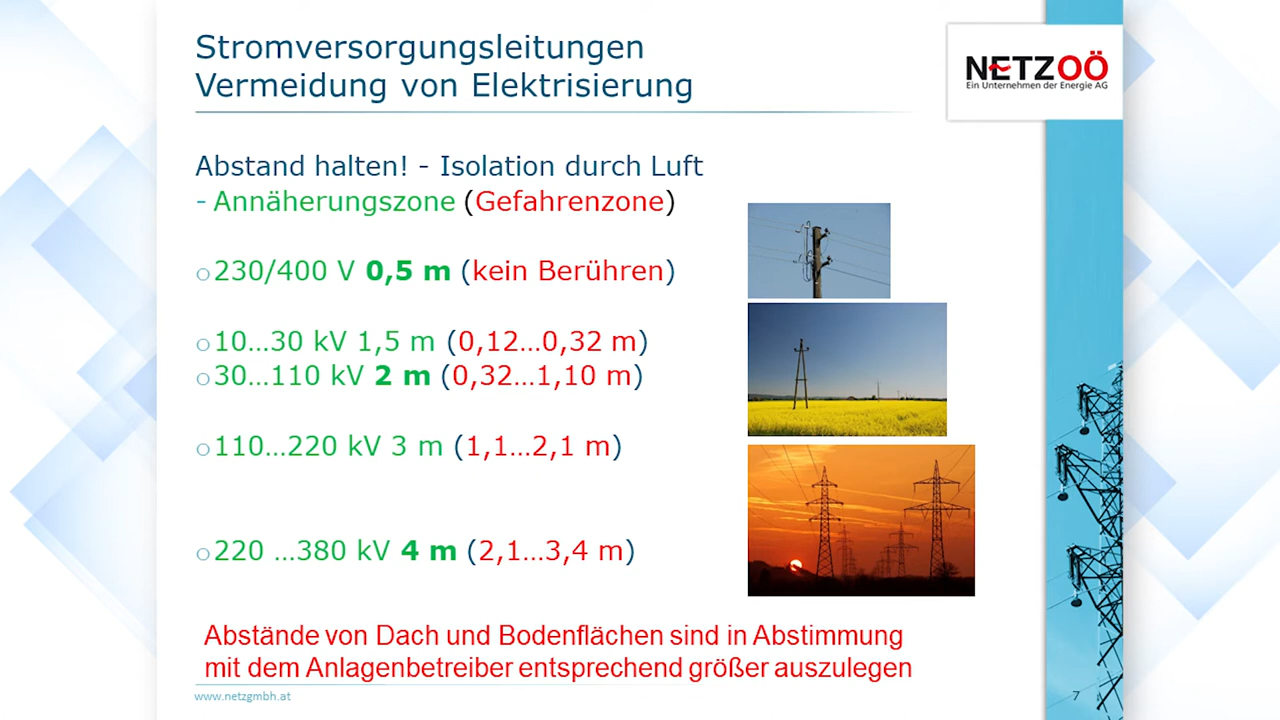 Stromversorgungsleitungen
Vermeidung von Elektrisierung
NETZOÖ
Ein Unternehmen der Energie AG
Abstand halten! - Isolation durch Luft
- Annäherungszone (Gefahrenzone)
o 230/400 V 0,5 m (kein Berühren)
o 10...30 kV 1,5 m (0,12...0,32 m)
o 30...110 kV 2 m (0,32...1,10 m)
o 110...220 kV 3 m (1,1...2,1 m)
o 220 ...380 kV 4 m (2,1...3,4 m)
Abstände von Dach und Bodenflächen sind in Abstimmung
mit dem Anlagenbetreiber entsprechend größer auszulegen
www.netzgmbh.at
7